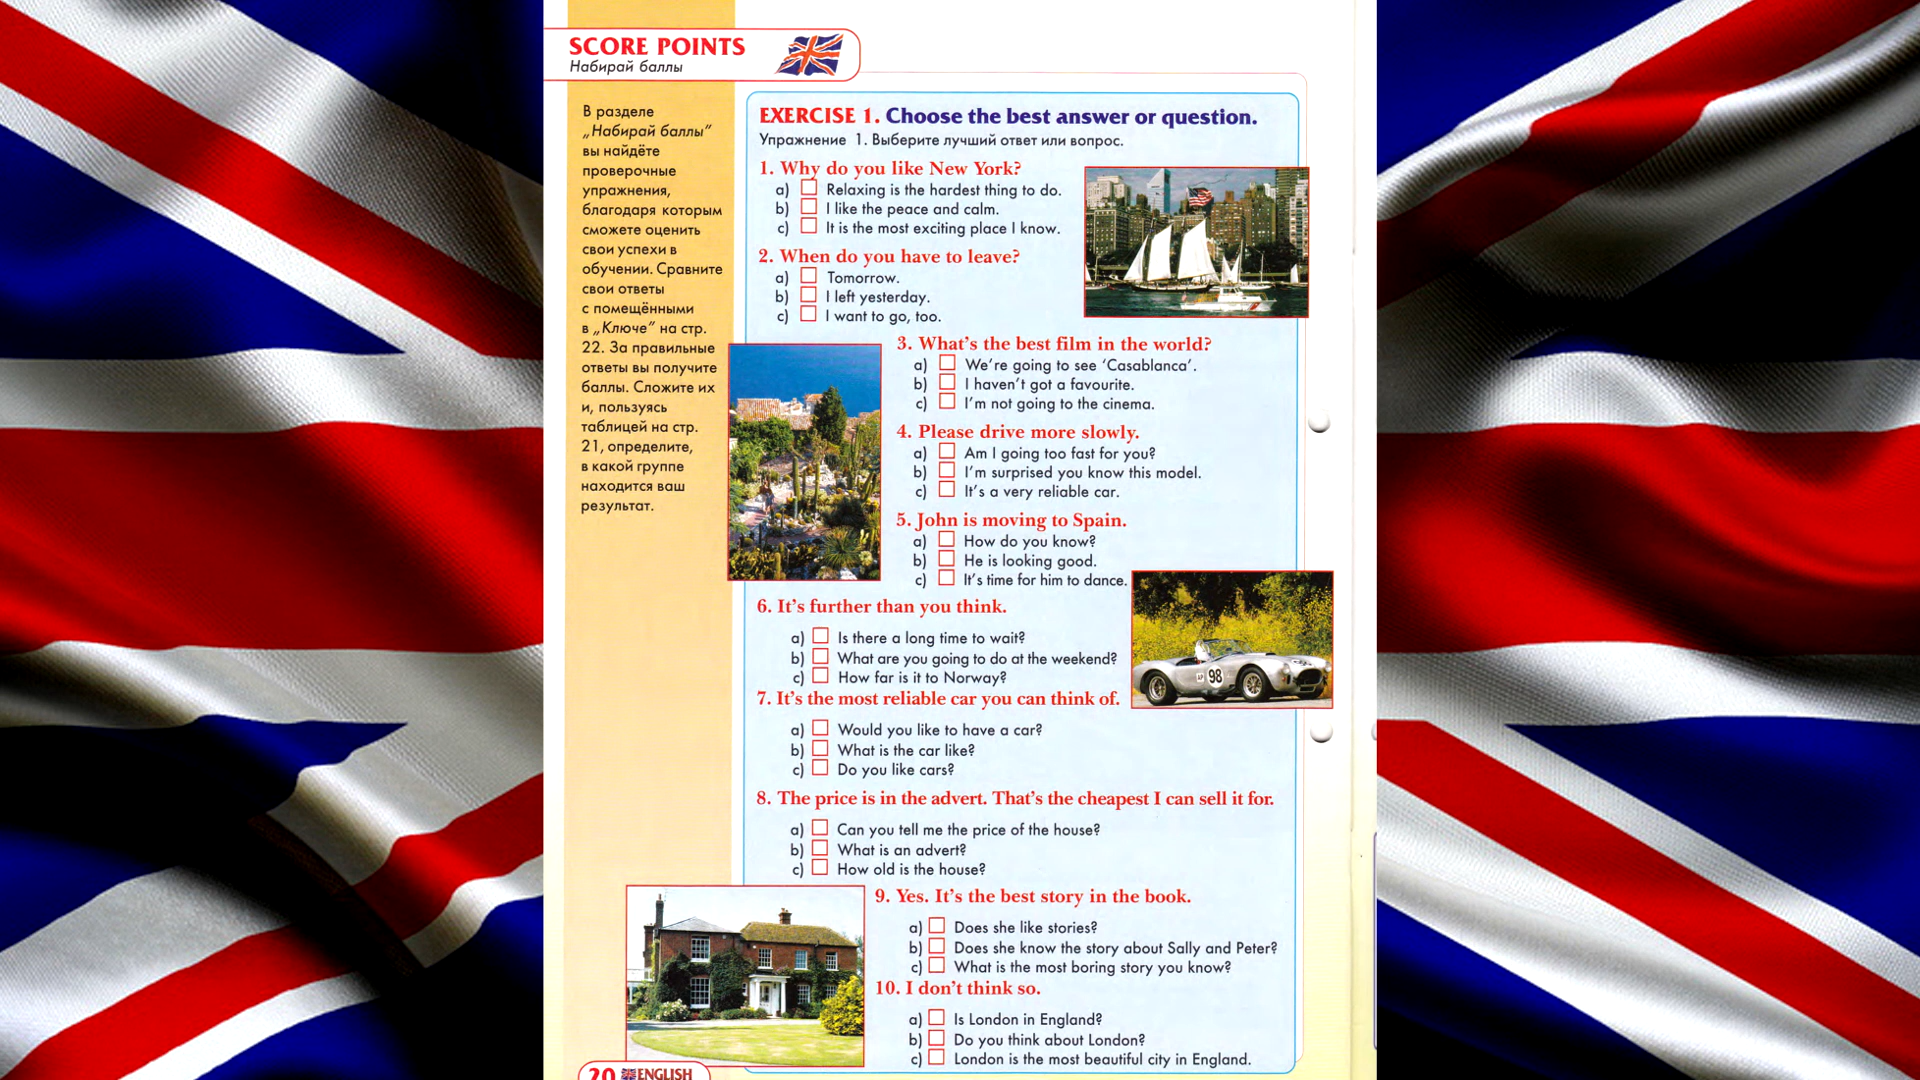 SCORE POINTS
Набирай баллы
В разделе
„Набирай баллы”
вы найдёте
проверочные
упражнения,
благодаря которым
сможете оценить
свои успехи в
обучении. Сравните
свои ответы
с помещёнными
в „Ключе” на стр.
22. За правильные
ответы вы получите
баллы. Сложите их
и, пользуясь
таблицей на стр.
21, определите,
в какой группе
находится ваш
результат.
EXERCISE 1. Choose the best answer or question.
Упражнение 1. Выберите лучший ответ или вопрос.
1. Why do you like New York?
a) Relaxing is the hardest thing to do.
b) I like the peace and calm.
c) It is the most exciting place I know.
2. When do you have to leave?
a) Tomorrow.
b) I left yesterday.
c) I want to go, too.
3. What's the best film in the world?
a) We're going to see ‘Casablanca’.
b) I haven't got a favourite.
c) I'm not going to the cinema.
4. Please drive more slowly.
a) Am I going too fast for you?
b) I'm surprised you know this model.
c) It's a very reliable car.
5. John is moving to Spain.
a) How do you know?
b) He is looking good.
c) It's time for him to dance.
6. It's further than you think.
a) Is there a long time to wait?
b) What are you going to do at the weekend?
c) How far is it to Norway?
7. It's the most reliable car you can think of.
a) Would you like to have a car?
b) What is the car like?
c) Do you like cars?
98
8. The price is in the advert. That's the cheapest I can sell it for.
a) Can you tell me the price of the house?
b) What is an advert?
c) How old is the house?
9. Yes. It's the best story in the book.
a) Does she like stories?
b) Does she know the story about Sally and Peter?
c) What is the most boring story you know?
10. I don't think so.
a) Is London in England?
b) Do you think about London?
c) London is the most beautiful city in England.
20 ENGLISH